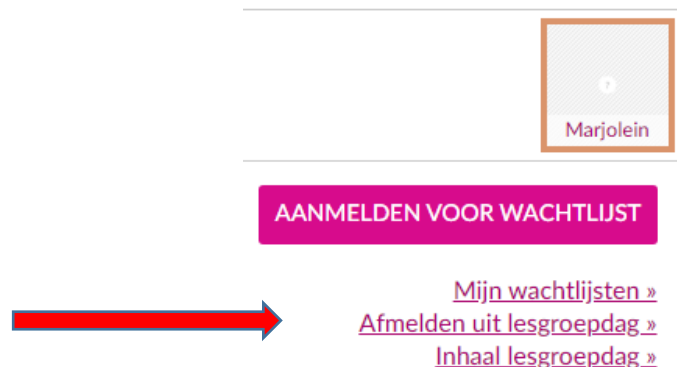 ?
Marjolein
AANMELDEN VOOR WACHTLIJST
Mijn wachtlijsten »
Afmelden uit lesgroepdag »
Inhaal lesgroepdag »